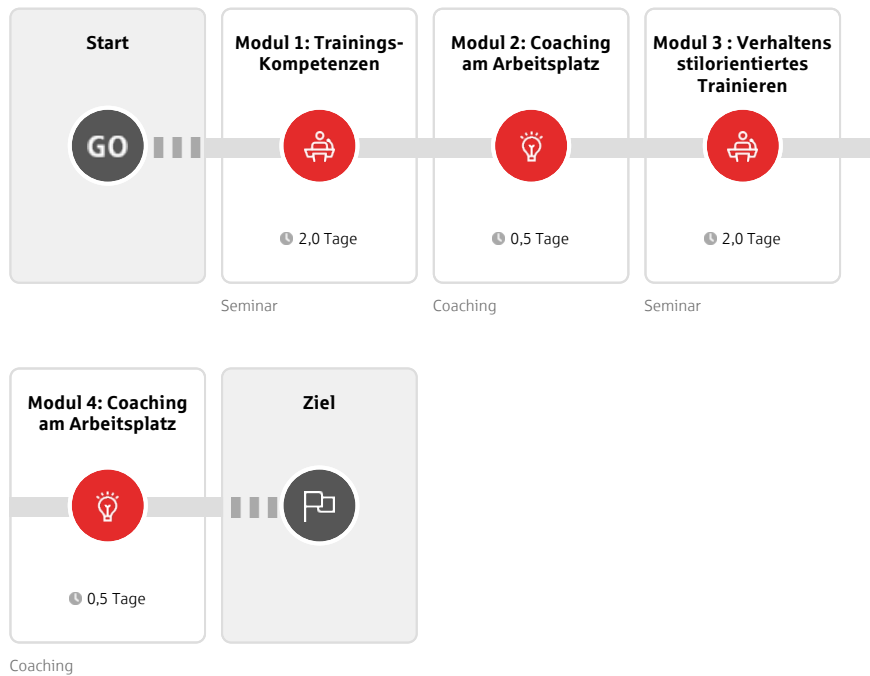 Start
Modul 1: Trainings-
Kompetenzen
Modul 2: Coaching
am Arbeitsplatz
Modul 3 : Verhaltens
stilorientiertes
Trainieren
GO
2,0 Tage
0,5 Tage
2,0 Tage
Seminar
Coaching
Seminar
Modul 4: Coaching
am Arbeitsplatz
Ziel
0,5 Tage
Coaching